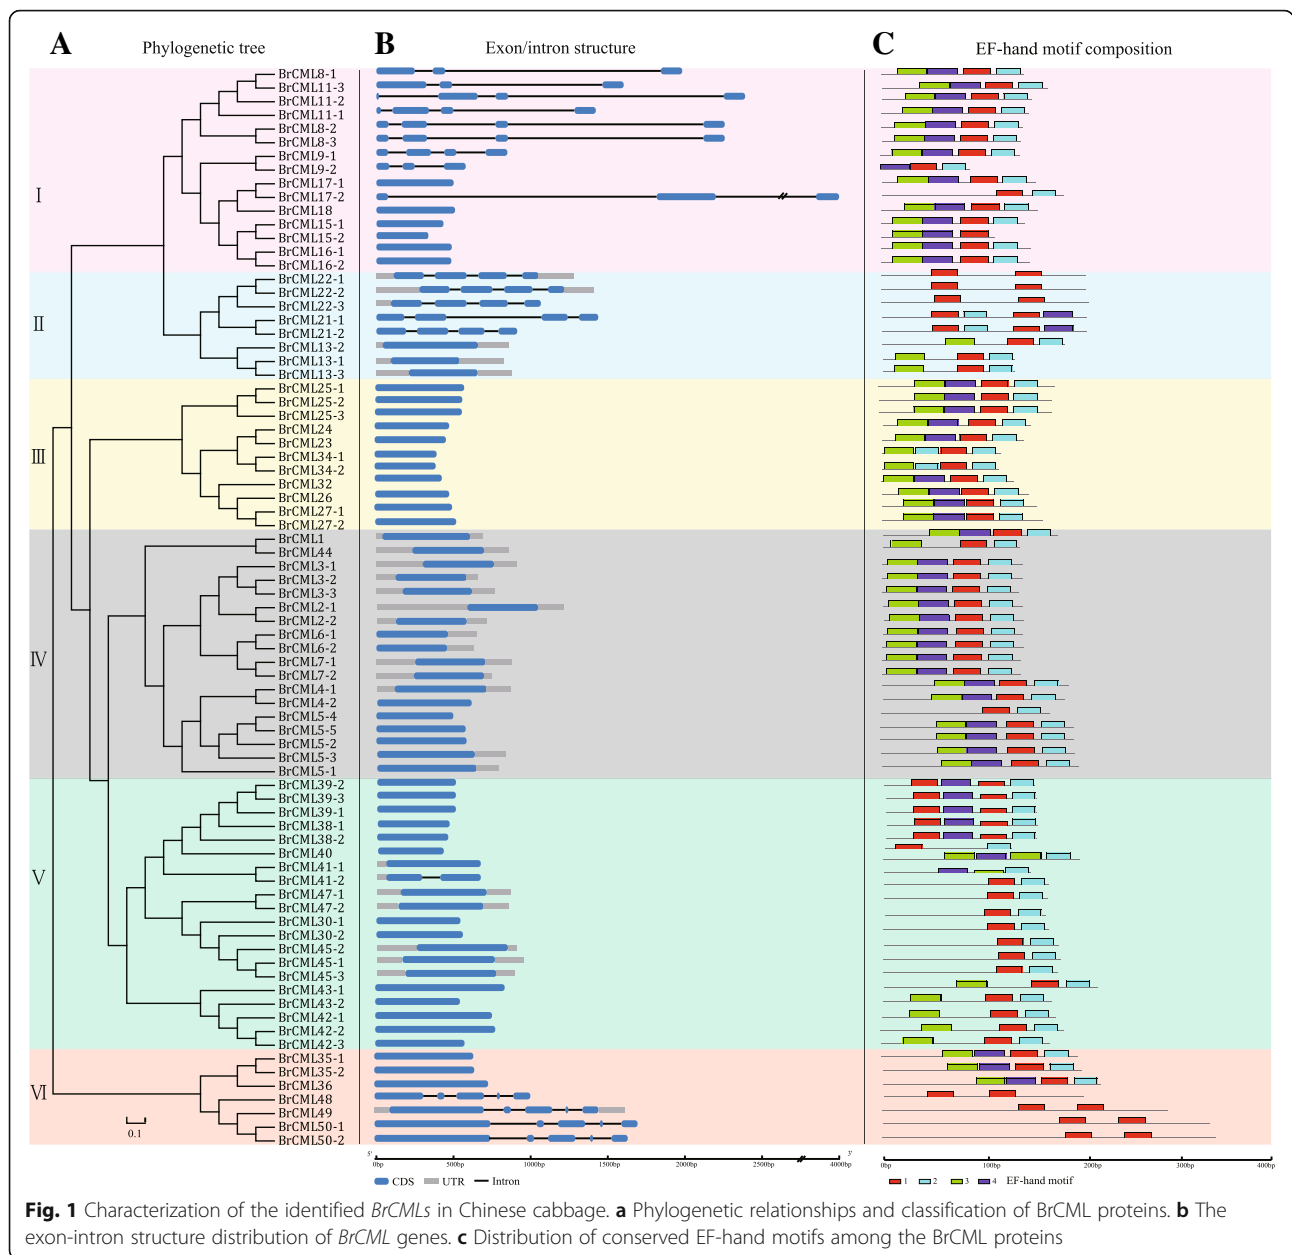 A Phylogenetic tree
B Exon/intron structure
C EF-hand motif composition
Ⅰ
BrCML8-1
BrCML11-3
BrCML11-2
BrCML11-1
BrCML8-2
BrCML8-3
BrCML9-1
BrCML9-2
BrCML17-1
BrCML17-2
BrCML18
BrCML15-1
BrCML15-2
BrCML16-1
BrCML16-2
Ⅱ
BrCML22-1
BrCML22-2
BrCML22-3
BrCML21-1
BrCML21-2
BrCML13-2
BrCML13-1
BrCML13-3
Ⅲ
BrCML25-1
BrCML25-2
BrCML25-3
BrCML24
BrCML23
BrCML34-1
BrCML34-2
BrCML32
BrCML26
BrCML27-1
BrCML27-2
Ⅳ
BrCML1
BrCML44
BrCML3-1
BrCML3-2
BrCML3-3
BrCML2-1
BrCML2-2
BrCML6-1
BrCML6-2
BrCML7-1
BrCML7-2
BrCML4-1
BrCML4-2
BrCML5-4
BrCML5-5
BrCML5-2
BrCML5-3
BrCML5-1
Ⅴ
BrCML39-2
BrCML39-3
BrCML39-1
BrCML38-1
BrCML38-2
BrCML40
BrCML41-1
BrCML41-2
BrCML47-1
BrCML47-2
BrCML30-1
BrCML30-2
BrCML45-2
BrCML45-1
BrCML45-3
BrCML43-1
BrCML43-2
BrCML42-1
BrCML42-2
BrCML42-3
Ⅵ
BrCML35-1
BrCML35-2
BrCML36
BrCML48
BrCML49
BrCML50-1
BrCML50-2
0.1
5' 3'
0bp 500bp 1000bp 1500bp 2000bp 2500bp 4000bp
CDS UTR Intron
0bp 100bp 200bp 300bp 400bp
1 2 3 4 EF-hand motif
Fig. 1 Characterization of the identified BrCMLs in Chinese cabbage. a Phylogenetic relationships and classification of BrCML proteins. b The
exon-intron structure distribution of BrCML genes. c Distribution of conserved EF-hand motifs among the BrCML proteins